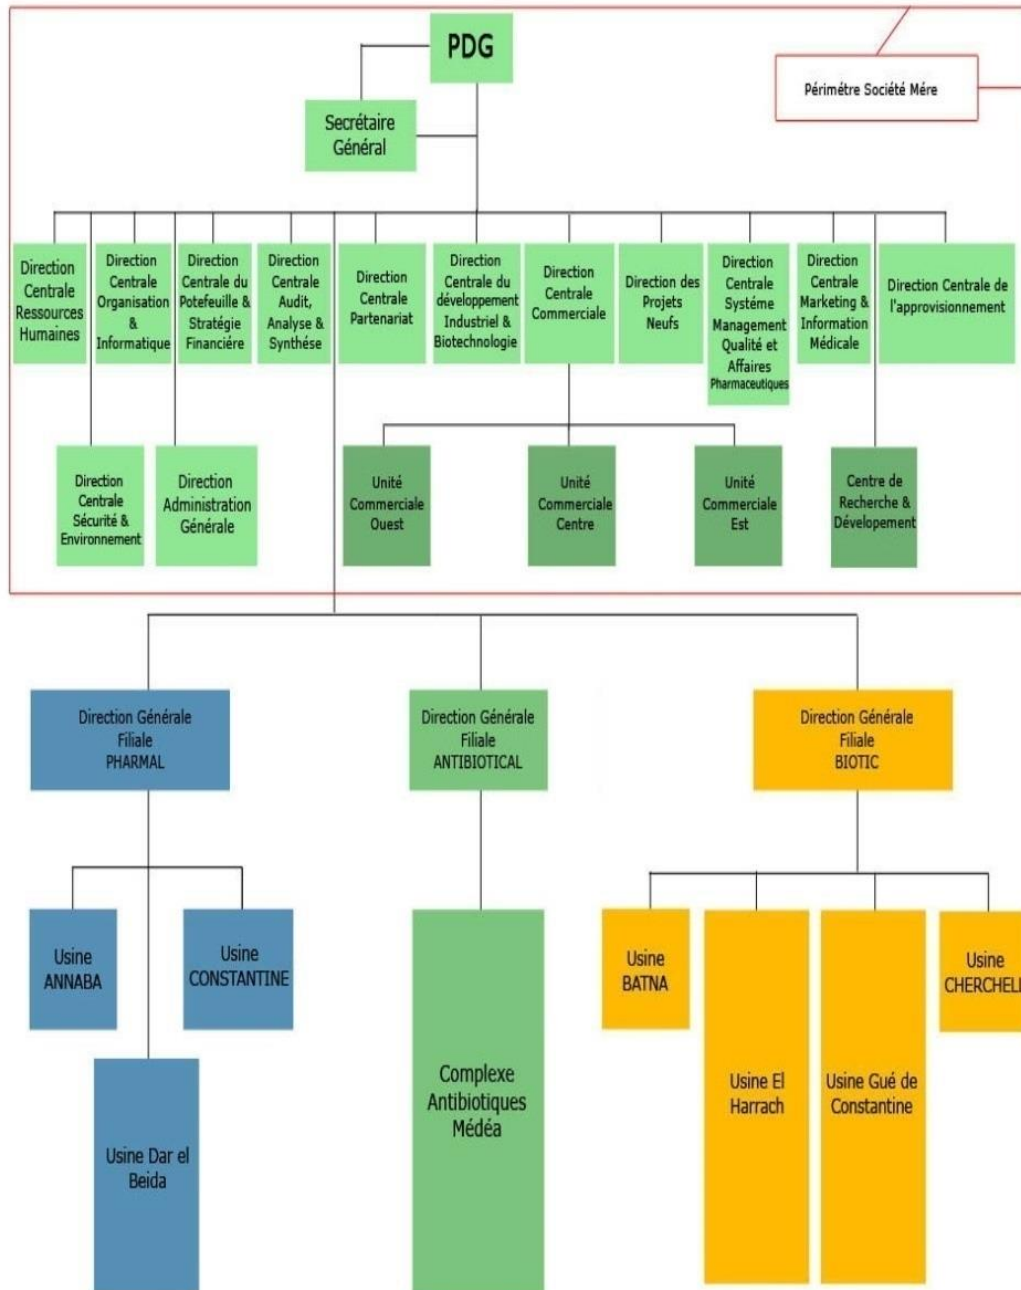 PDG
Périmétre Société Mére
Secrétaire
Général
Direction
Centrale
Ressources
Humaines
Direction
Centrale
Organisation
&
Informatique
Direction
Centrale du
Potefeuille &
Stratégie
Financière
Direction
Centrale
Audit,
Analyse &
Synthése
Direction
Centrale
Partenariat
Direction
Centrale du
développement
Industriel &
Biotechnologie
Direction
Centrale
Commerciale
Direction des
Projets
Neufs
Direction
Centrale
Systéme
Management
Qualité et
Affaires
Pharmaceutiques
Direction
Centrale
Marketing &
Information
Médicale
Direction Centrale de
l'approvisionnement
Direction
Centrale
Sécurité &
Environnement
Direction
Administration
Générale
Unité
Commerciale
Ouest
Unité
Commerciale
Centre
Unité
Commerciale
Est
Centre de
Recherche &
Dévelopement
Direction Générale
Filiale
PHARMAL
Direction Générale
Filiale
ANTIBIOTICAL
Direction Générale
Filiale
BIOTIC
Usine
ANNABA
Usine
CONSTANTINE
Usine Dar el
Beida
Complexe
Antibiotiques
Médéa
Usine
BATNA
Usine El
Harrach
Usine Gué de
Constantine
Usine
CHERCHELL